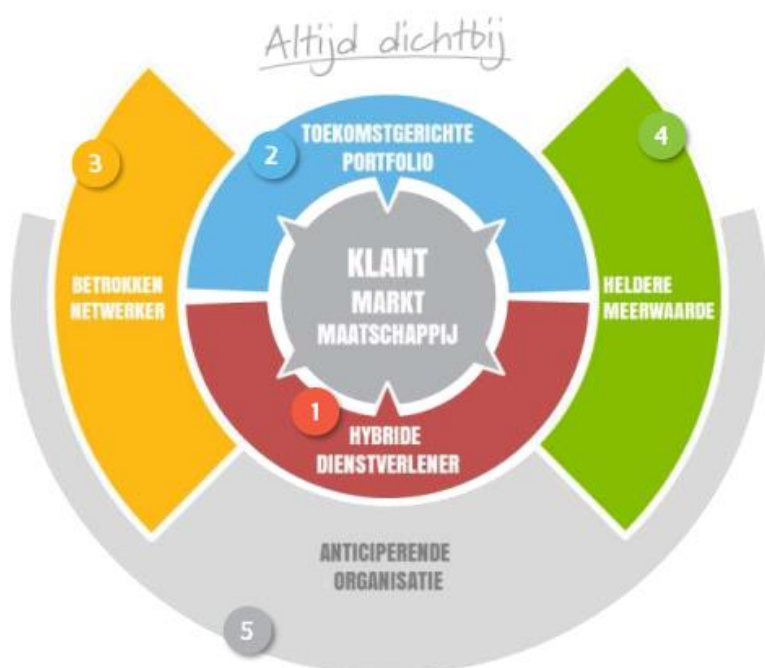 Altijd dichtbij
2
TOEKOMSTGERICHTE
PORTFOLIO
4
3
KLANT
MARKT
MAATSCHAPPIJ
BETROKKEN
NETWERKER
HELDERE
MEERWAARDE
1
HYBRIDE
DIENSTVERLENER
ANTICIPERENDE
ORGANISATIE
5